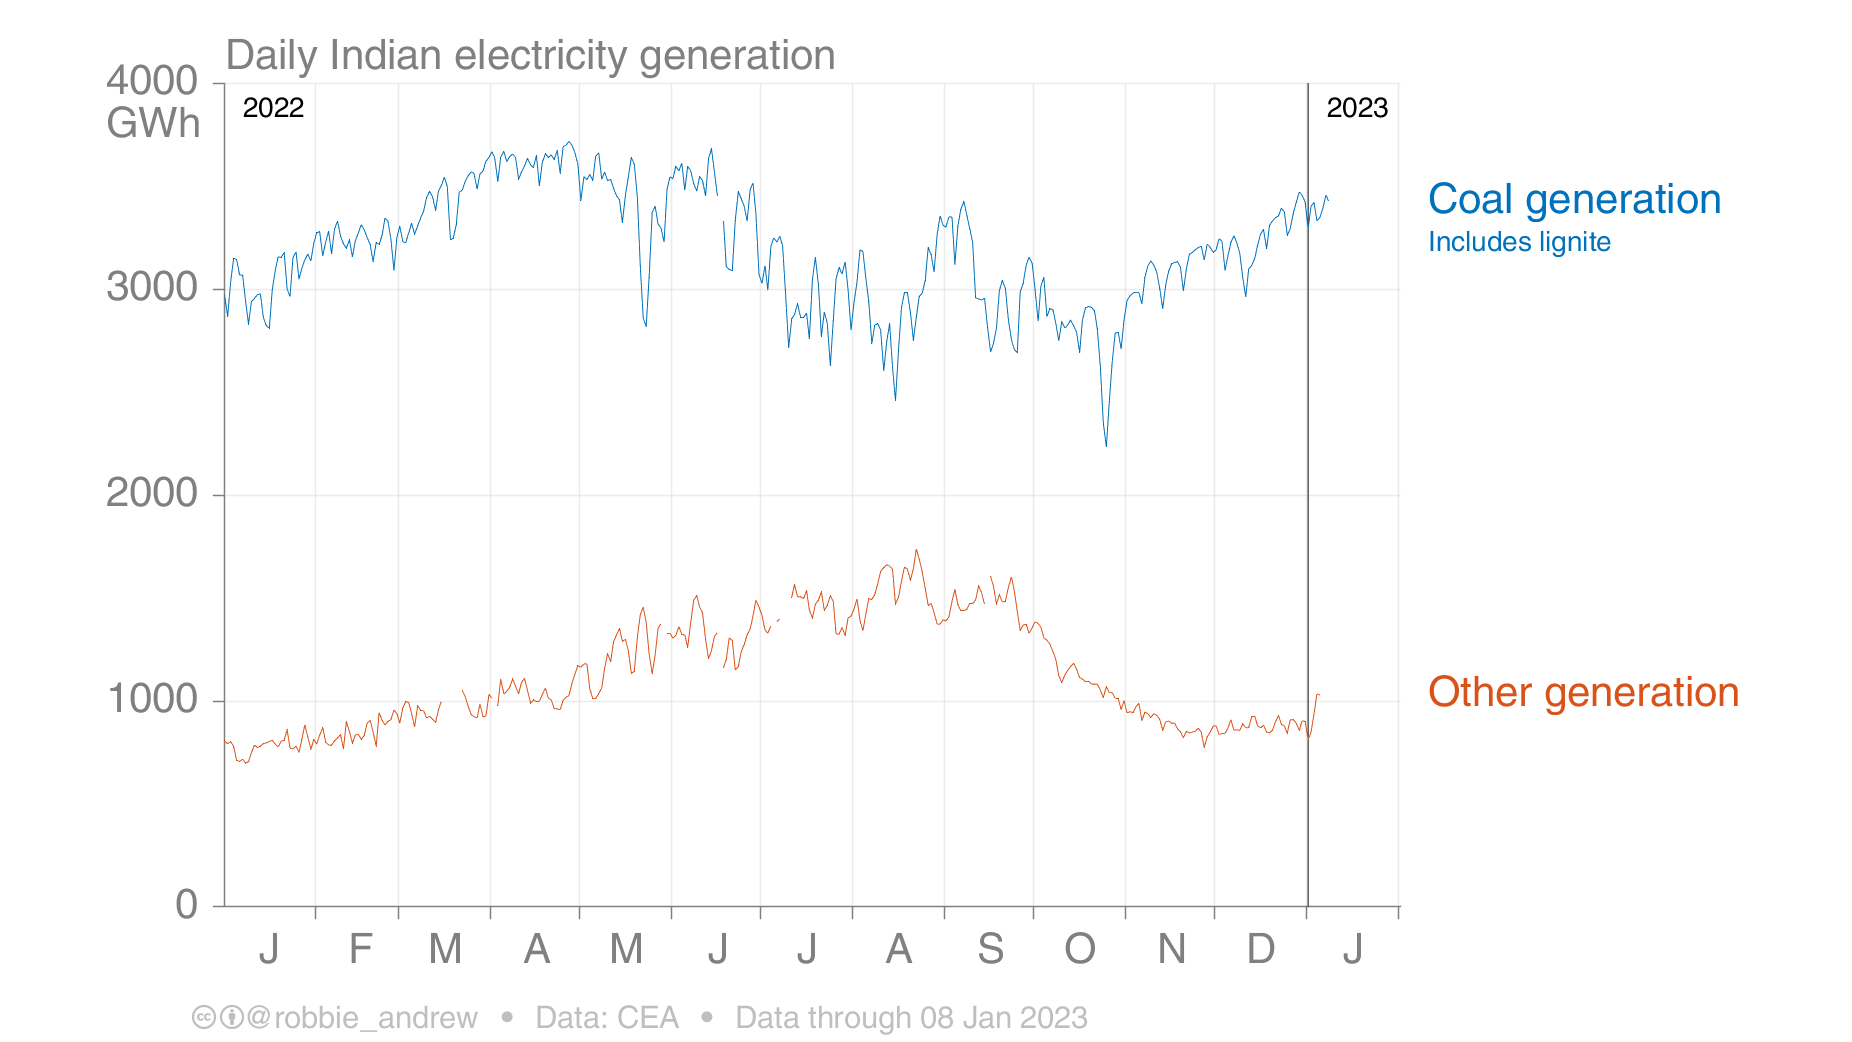 Daily Indian electricity generation
4000
GWh
2022
2023
3000
2000
1000
0
Coal generation
Includes lignite
Other generation
J F M A M J J A S O N D J
cc @robbie_andrew • Data: CEA • Data through 08 Jan 2023